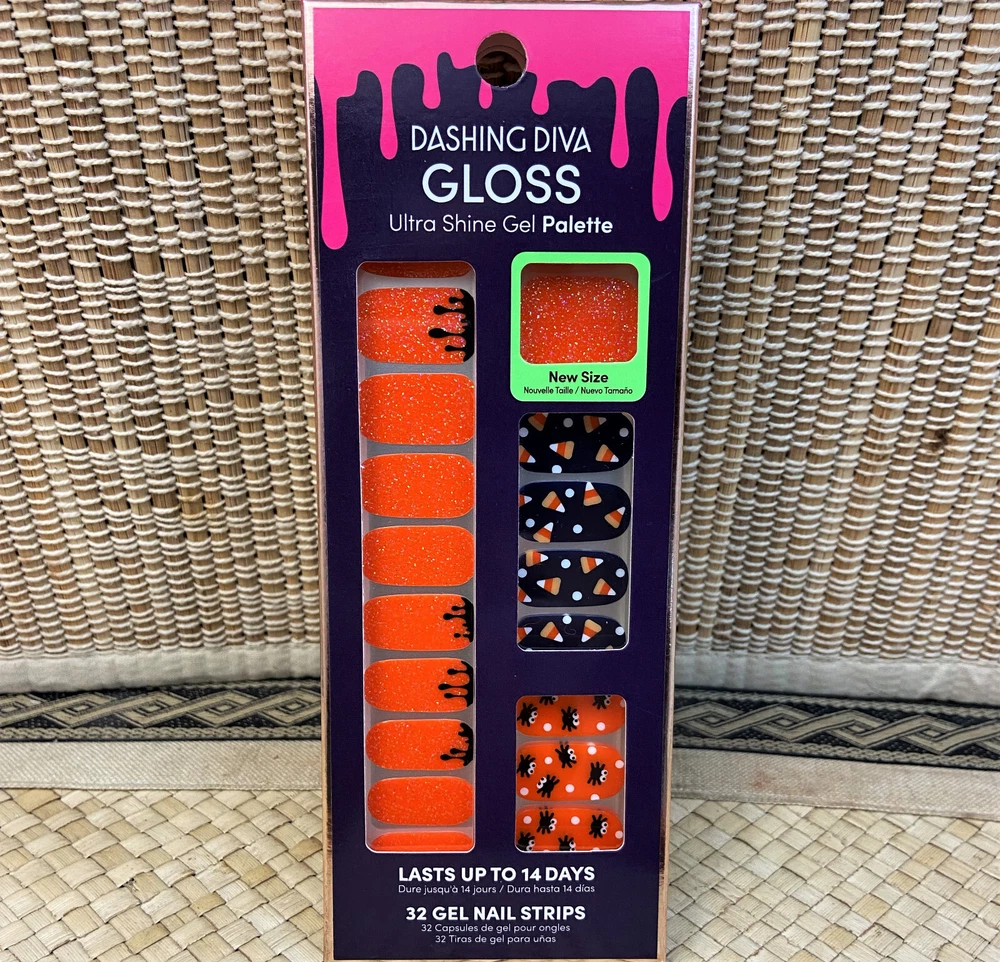 DASHING DIVA
GLOSS
Ultra Shine Gel Palette
New Size
Nouvelle Taille / Nuevo Tamaño
LASTS UP TO 14 DAYS
Dure jusqu'à 14 jours / Dura hasta 14 días
32 GEL NAIL STRIPS
32 Capsules de gel pour ongles
32 Tiras de gel para uñas